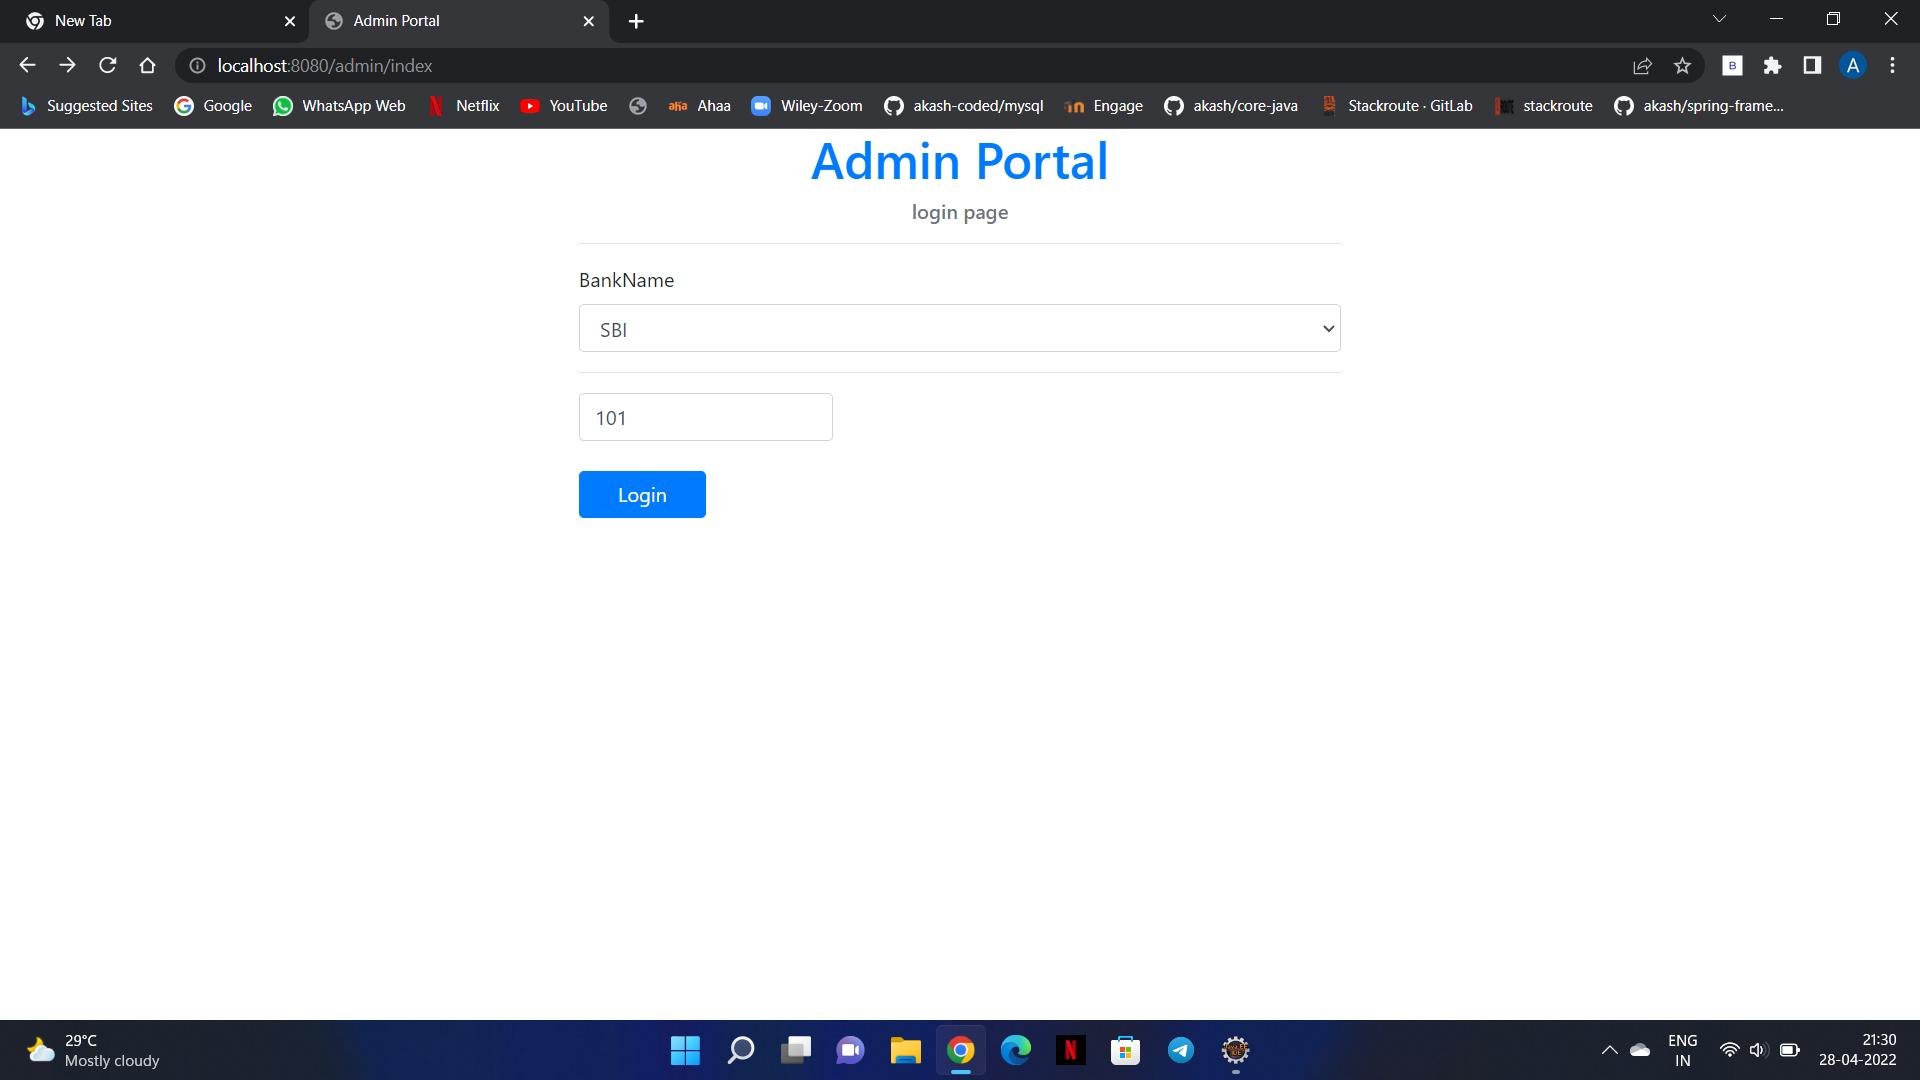 New Tab
Admin Portal
localhost:8080/admin/index
B
A
Suggested Sites
Google
WhatsApp Web
Netflix
YouTube
aha
Ahaa
Wiley-Zoom
akash-coded/mysql
Engage
akash/core-java
Stackroute · GitLab
stackroute
akash/spring-frame...
Admin Portal
login page
BankName
SBI
101
Login
29°C
Mostly cloudy
N
ENG
IN
21:30
28-04-2022